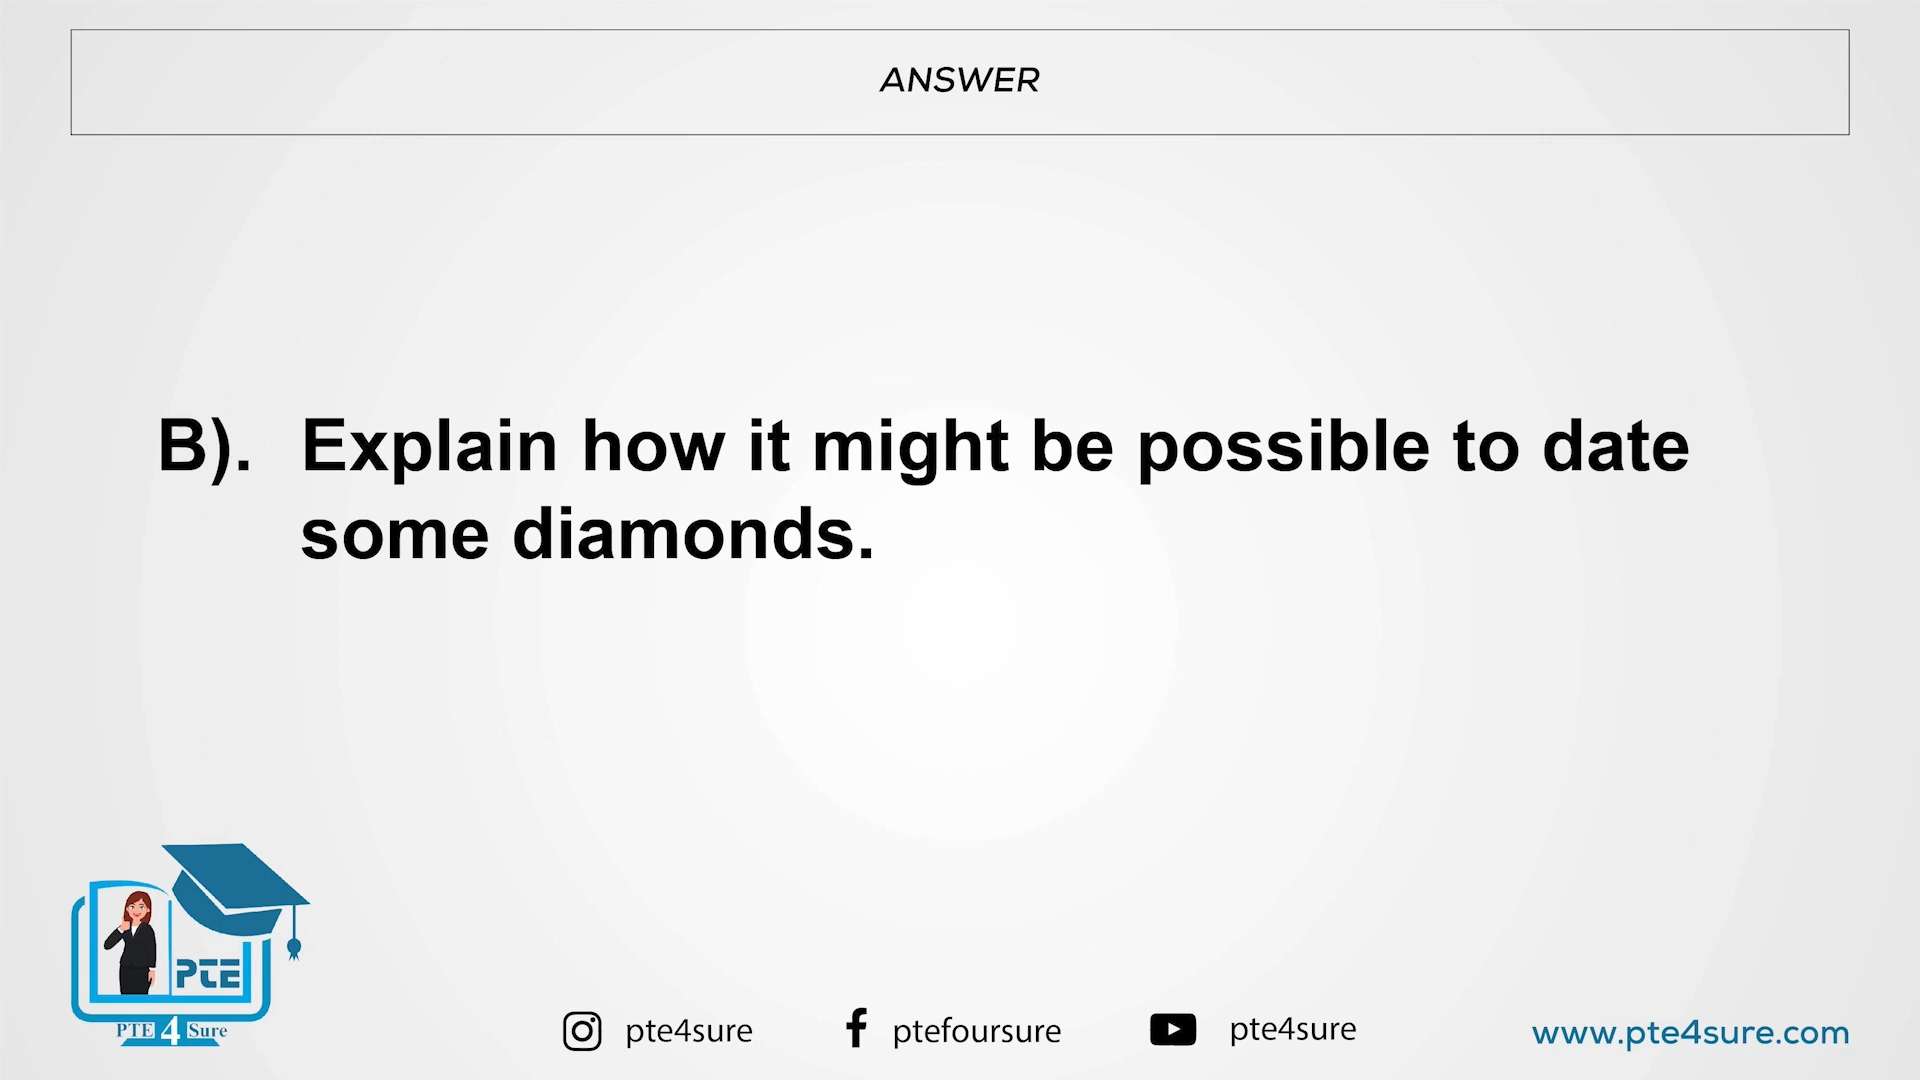 ANSWER
B). Explain how it might be possible to date
some diamonds.
PTE
PTE 4 Sure
pte4sure
ptefoursure
pte4sure
www.pte4sure.com